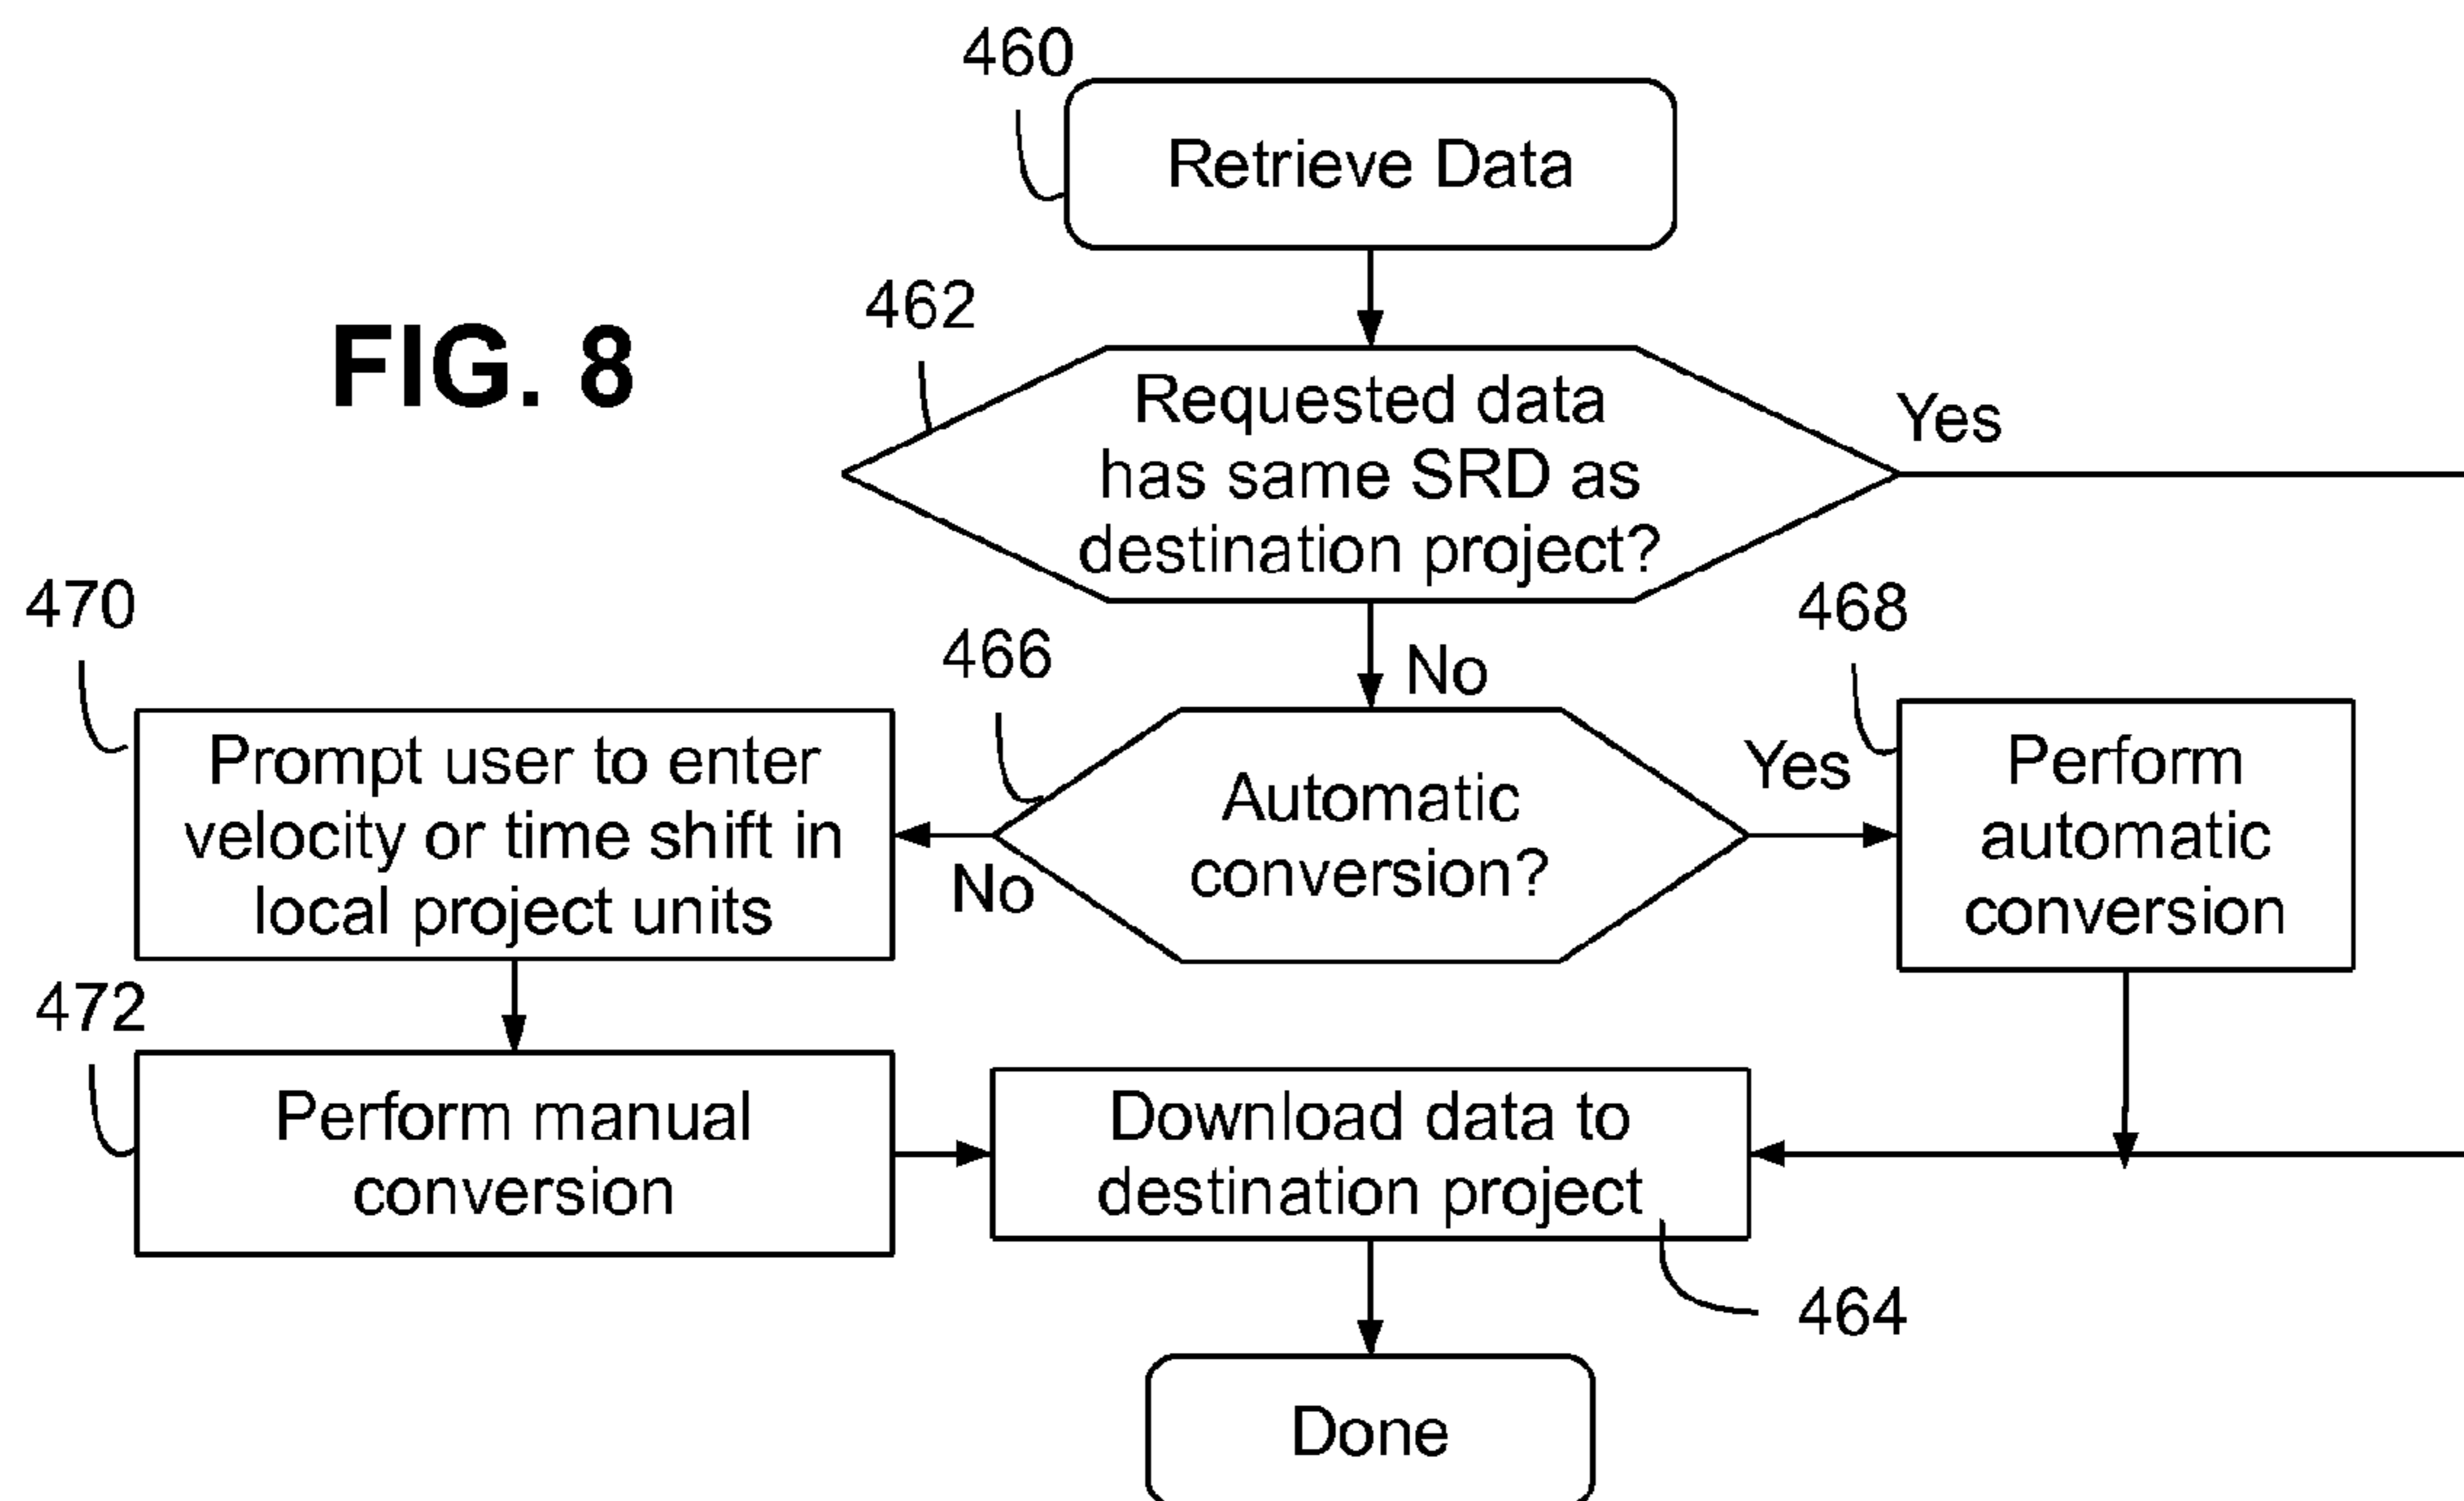 460
Retrieve Data
462
FIG. 8
Requested data
has same SRD as
destination project?
Yes
470
466
No
468
Prompt user to enter
velocity or time shift in
local project units
No
Automatic
conversion?
Yes
Perform
automatic
conversion
472
Perform manual
conversion
Download data to
destination project
464
Done